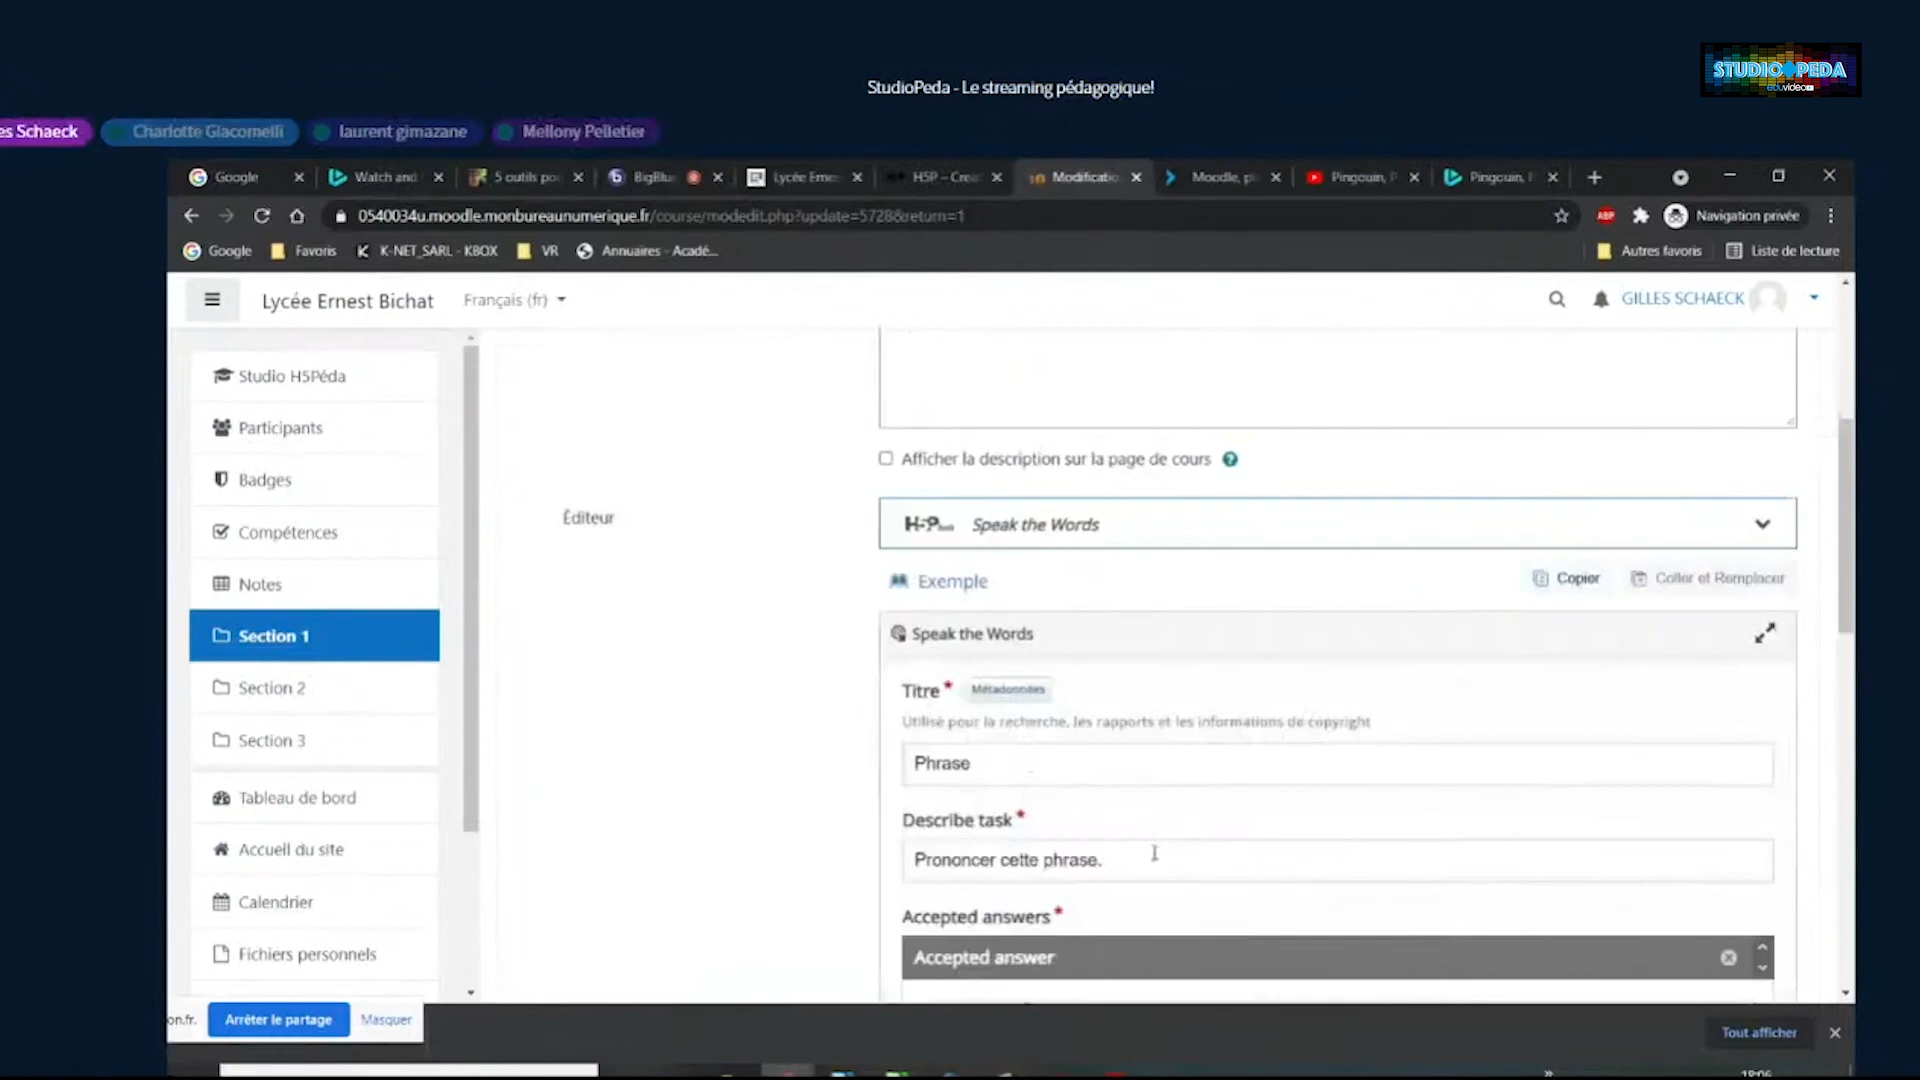 STUDIO PEDA
eduvideo
StudioPeda - Le streaming pédagogique!
es Schaeck
Charlotte Giacomelli
laurent gimazane
Mellony Pelletier
Google
Watch and
5 outils po
BigBlu
Lycée Erne
H5P – Crea
Modificatio
Moodle, p
Pingouin, P
Pingouin, P
0540034u.moodle.monbureaunumerique.fr/course/modedit.php?update=5728&return=1
ABP
Navigation privée
Google
Favoris
K-NET_SARL - KBOX
VR
Annuaires - Acadé...
Autres favoris
Liste de lecture
Lycée Ernest Bichat
Français (fr)
GILLES SCHAECK
Studio H5Péda
Participants
Badges
Compétences
Notes
Section 1
Section 2
Section 3
Tableau de bord
Accueil du site
Calendrier
Fichiers personnels
Afficher la description sur la page de cours
Éditeur
H5P
Speak the Words
Exemple
Copier
Coller et Remplacer
Speak the Words
Titre *
Métadonnées
Utilisé pour la recherche, les rapports et les informations de copyright
Phrase
Describe task *
Prononcer cette phrase.
Accepted answers *
Accepted answer
on.fr.
Arrêter le partage
Masquer
Tout afficher
18:06